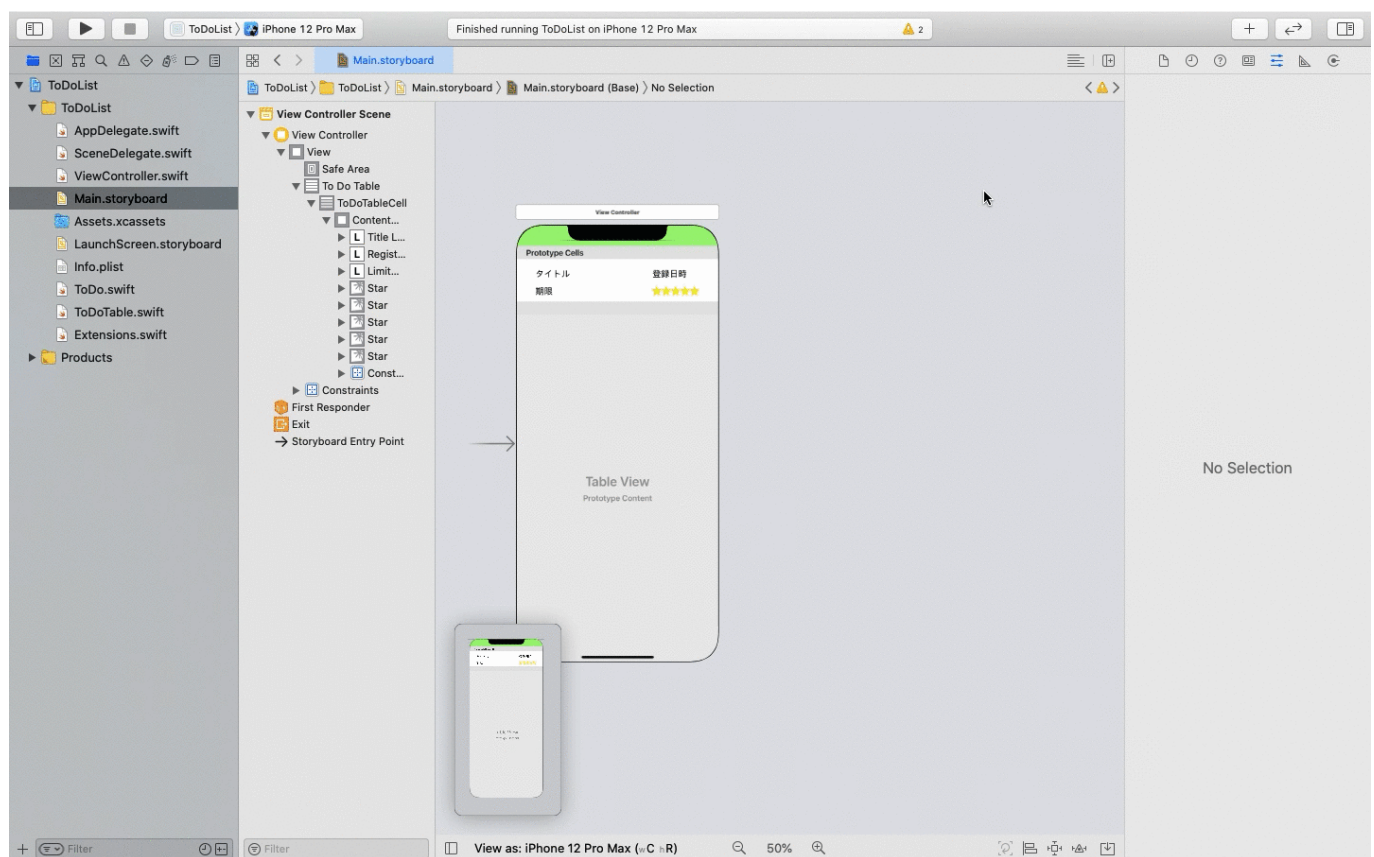 ToDoList 〉 iPhone 12 Pro Max
Finished running ToDoList on iPhone 12 Pro Max
2
Main.storyboard
ToDoList 〉 ToDoList 〉 Main.storyboard 〉 Main.storyboard (Base) 〉 No Selection
ToDoList
ToDoList
AppDelegate.swift
SceneDelegate.swift
ViewController.swift
Main.storyboard
Assets.xcassets
LaunchScreen.storyboard
Info.plist
ToDo.swift
ToDoTable.swift
Extensions.swift
Products
Filter
View Controller Scene
View Controller
View
Safe Area
To Do Table
ToDoTableCell
Content...
L Title L...
L Regist...
L Limit...
Star
Star
Star
Star
Star
Const...
Constraints
First Responder
Exit
Storyboard Entry Point
Filter
View Controller
Prototype Cells
タイトル 登録日時
期限
Table View
Prototype Content
View as: iPhone 12 Pro Max (wC hR)
50%
No Selection